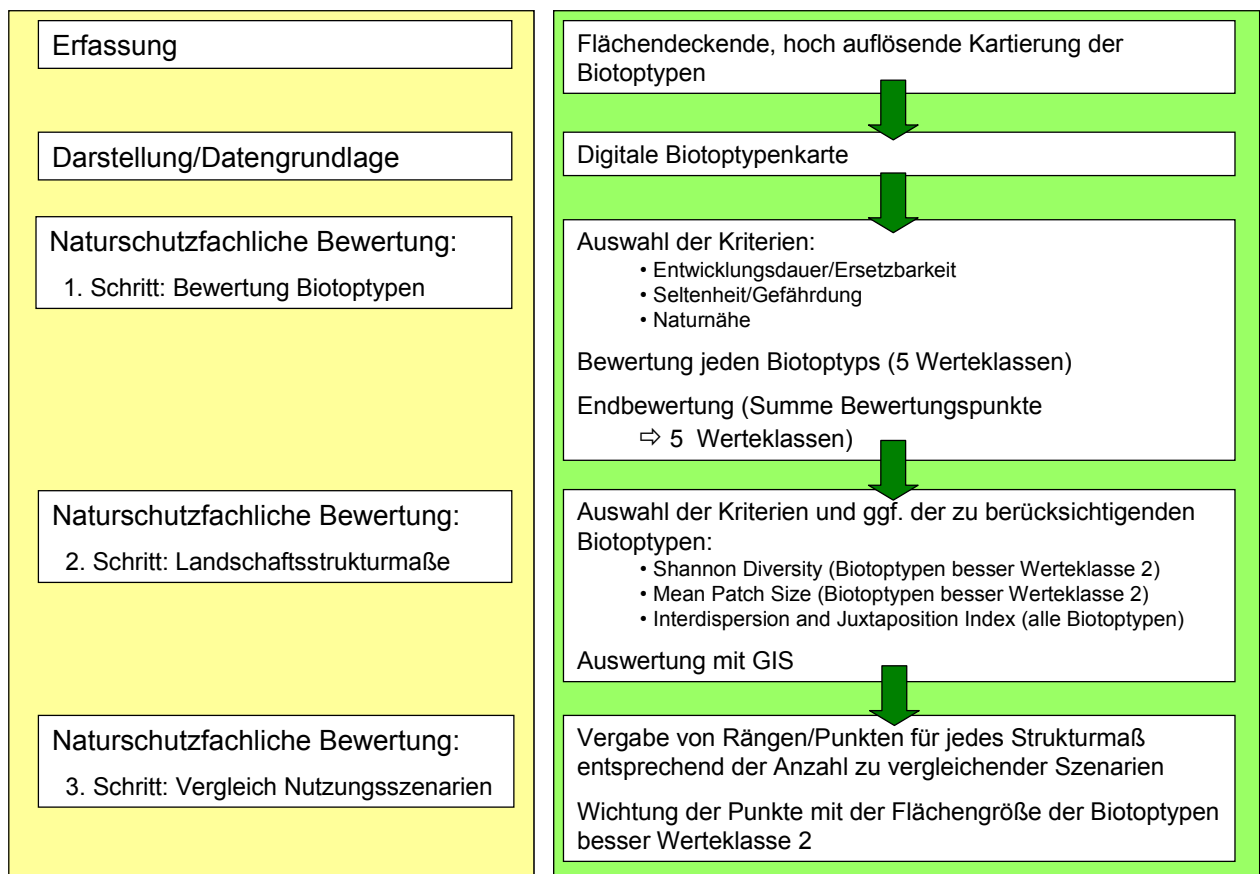 Erfassung
Flächendeckende, hoch auflösende Kartierung der
Biotoptypen
Darstellung/Datengrundlage
Digitale Biotoptypenkarte
Naturschutzfachliche Bewertung:
1. Schritt: Bewertung Biotoptypen
Auswahl der Kriterien:
• Entwicklungsdauer/Ersetzbarkeit
• Seltenheit/Gefährdung
• Naturnähe
Bewertung jeden Biotoptyps (5 Werteklassen)
Endbewertung (Summe Bewertungspunkte
⇨ 5 Werteklassen)
Naturschutzfachliche Bewertung:
2. Schritt: Landschaftsstrukturmaße
Auswahl der Kriterien und ggf. der zu berücksichtigenden
Biotoptypen:
• Shannon Diversity (Biotoptypen besser Werteklasse 2)
• Mean Patch Size (Biotoptypen besser Werteklasse 2)
• Interdispersion and Juxtaposition Index (alle Biotoptypen)
Auswertung mit GIS
Naturschutzfachliche Bewertung:
3. Schritt: Vergleich Nutzungsszenarien
Vergabe von Rängen/Punkten für jedes Strukturmaß
entsprechend der Anzahl zu vergleichender Szenarien
Wichtung der Punkte mit der Flächengröße der Biotoptypen
besser Werteklasse 2